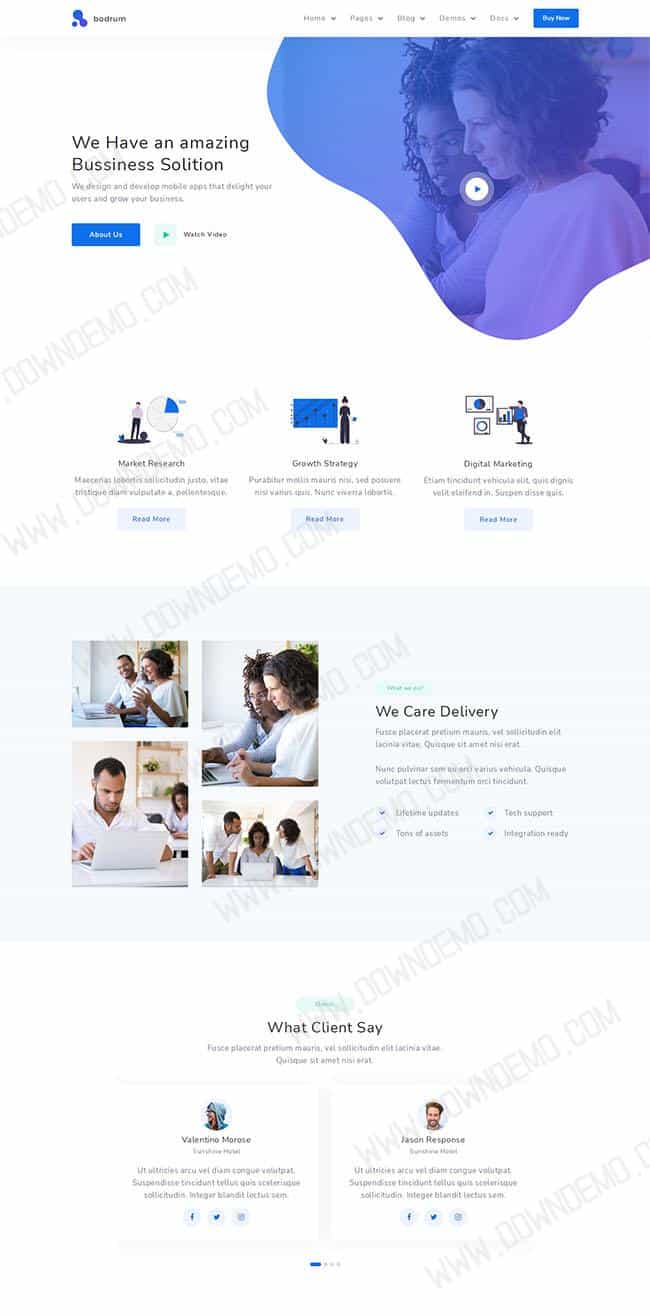 bodrum
Home Pages Blog Demos Docs Buy Now
We Have an amazing
Bussiness Solition
We design and develop mobile apps that delight your
users and grow your business.
About Us Watch Video
Market Research
Maecenas lobortis sollicitudin justo, vitae
tristique diam vulputate a, pellentesque.
Read More
Growth Strategy
Purabitur mollis mauris nisi, sed posuere
nisi varius quis. Nunc viverra lobortis.
Read More
Digital Marketing
Etiam tincidunt vehicula elit, quis dignis
velit eleifend in. Suspen disse quis.
Read More
What we do?
We Care Delivery
Fusce placerat pretium mauris, vel sollicitudin elit
lacinia vitae. Quisque sit amet nisi erat.
Nunc pulvinar sem eu orci varius vehicula. Quisque
volutpat lectus fermentum orci tincidunt.
Lifetime updates Tech support
Tons of assets Integration ready
What Client Say
Fusce placerat pretium mauris, vel sollicitudin elit lacinia vitae.
Quisque sit amet nisi erat.
Valentino Morose
Sunshine Hotel
Ut ultricies arcu vel diam congue volutpat.
Suspendisse tincidunt tellus quis scelerisque
sollicitudin. Integer blandit lectus sem.
Jason Response
Sunshine Hotel
Ut ultricies arcu vel diam congue volutpat.
Suspendisse tincidunt tellus quis scelerisque
sollicitudin. Integer blandit lectus sem.
WWW.DOWNDEMO.COM